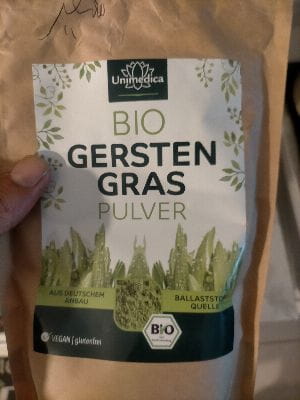 Unimedica
BIO
GERSTEN
GRAS
PULVER
AUS DEUTSCHEM
ANBAU
BALLASTSTOFF
QUELLE
VEGAN | glutenfrei
BIO